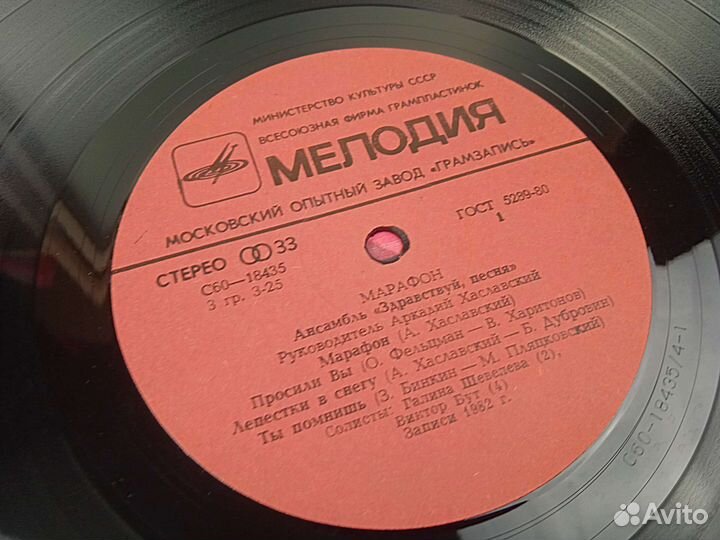 МИНИСТЕРСТВО КУЛЬТУРЫ СССР
ВСЕСОЮЗНАЯ ФИРМА ГРАМПЛАСТИНОК
МЕЛОДИЯ
МОСКОВСКИЙ ОПЫТНЫЙ ЗАВОД «ГРАМЗАПИСЬ»
СТЕРЕО 33
ГОСТ 5289-80
С60—18435
1
3 гр. 3-25
МАРАФОН
Ансамбль «Здравствуй, песня»
Руководитель Аркадий Хаславский
Марафон (А. Хаславский)
Просили Вы (О. Фельцман — В. Харитонов)
Лепестки в снегу (А. Хаславский — Б. Дубровин)
Ты помнишь (З. Бинкин — М. Пляцковский)
Солисты: Галина Шевелева (2),
Виктор Бут (4)
Записи 1982 г.
С60-18435/4-1
Avito